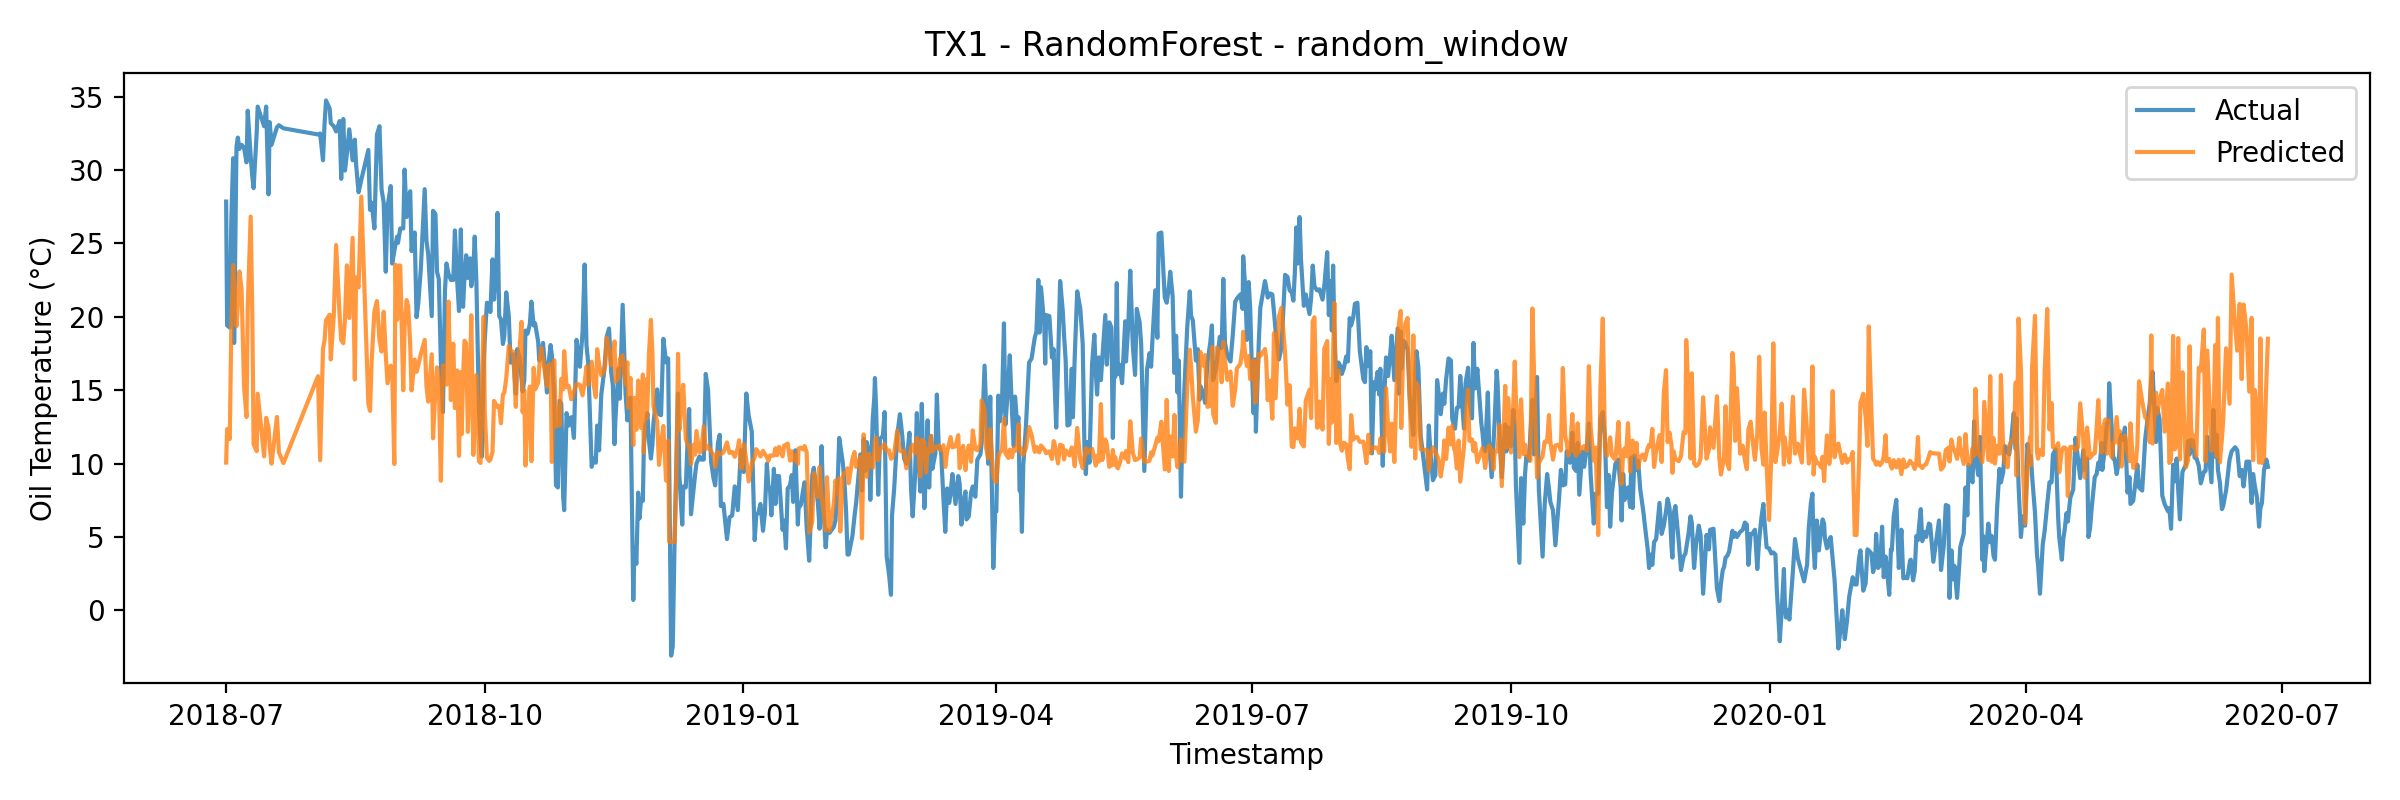 TX1 - RandomForest - random_window
Actual
Predicted
35
30
25
20
15
10
5
0
Oil Temperature (°C)
2018-07 2018-10 2019-01 2019-04 2019-07 2019-10 2020-01 2020-04 2020-07
Timestamp